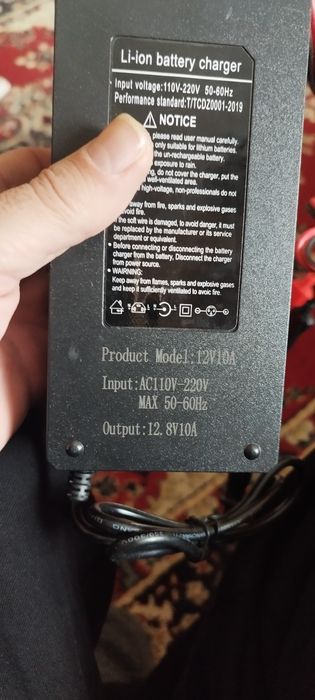 Li-ion battery charger
Input voltage:110V-220V 50-60Hz
Performance standard:T/TCDZ0001-2019
NOTICE
please read user manual carefully.
only suitable for lithium batteries.
the un-rechargeable battery.
exposure to rain.
do not cover the charger, put the
well-ventilated area.
high-voltage, non-professionals do not
away from fire, sparks and explosive gases
avoid fire.
the soft wire is damaged, to avoid danger, it must
be replaced by the manufacturer or its service
department or equivalent.
• Before connecting or disconnecting the battery
charger from the battery, Disconnect the charger
from power source.
• WAIRNING:
Keep away from flames, sparks and explosive gases
and keep it sufficiently ventilated to avoid fire.
Product Model:12V10A
Input:AC110V-220V
MAX 50-60Hz
Output:12.8V10A